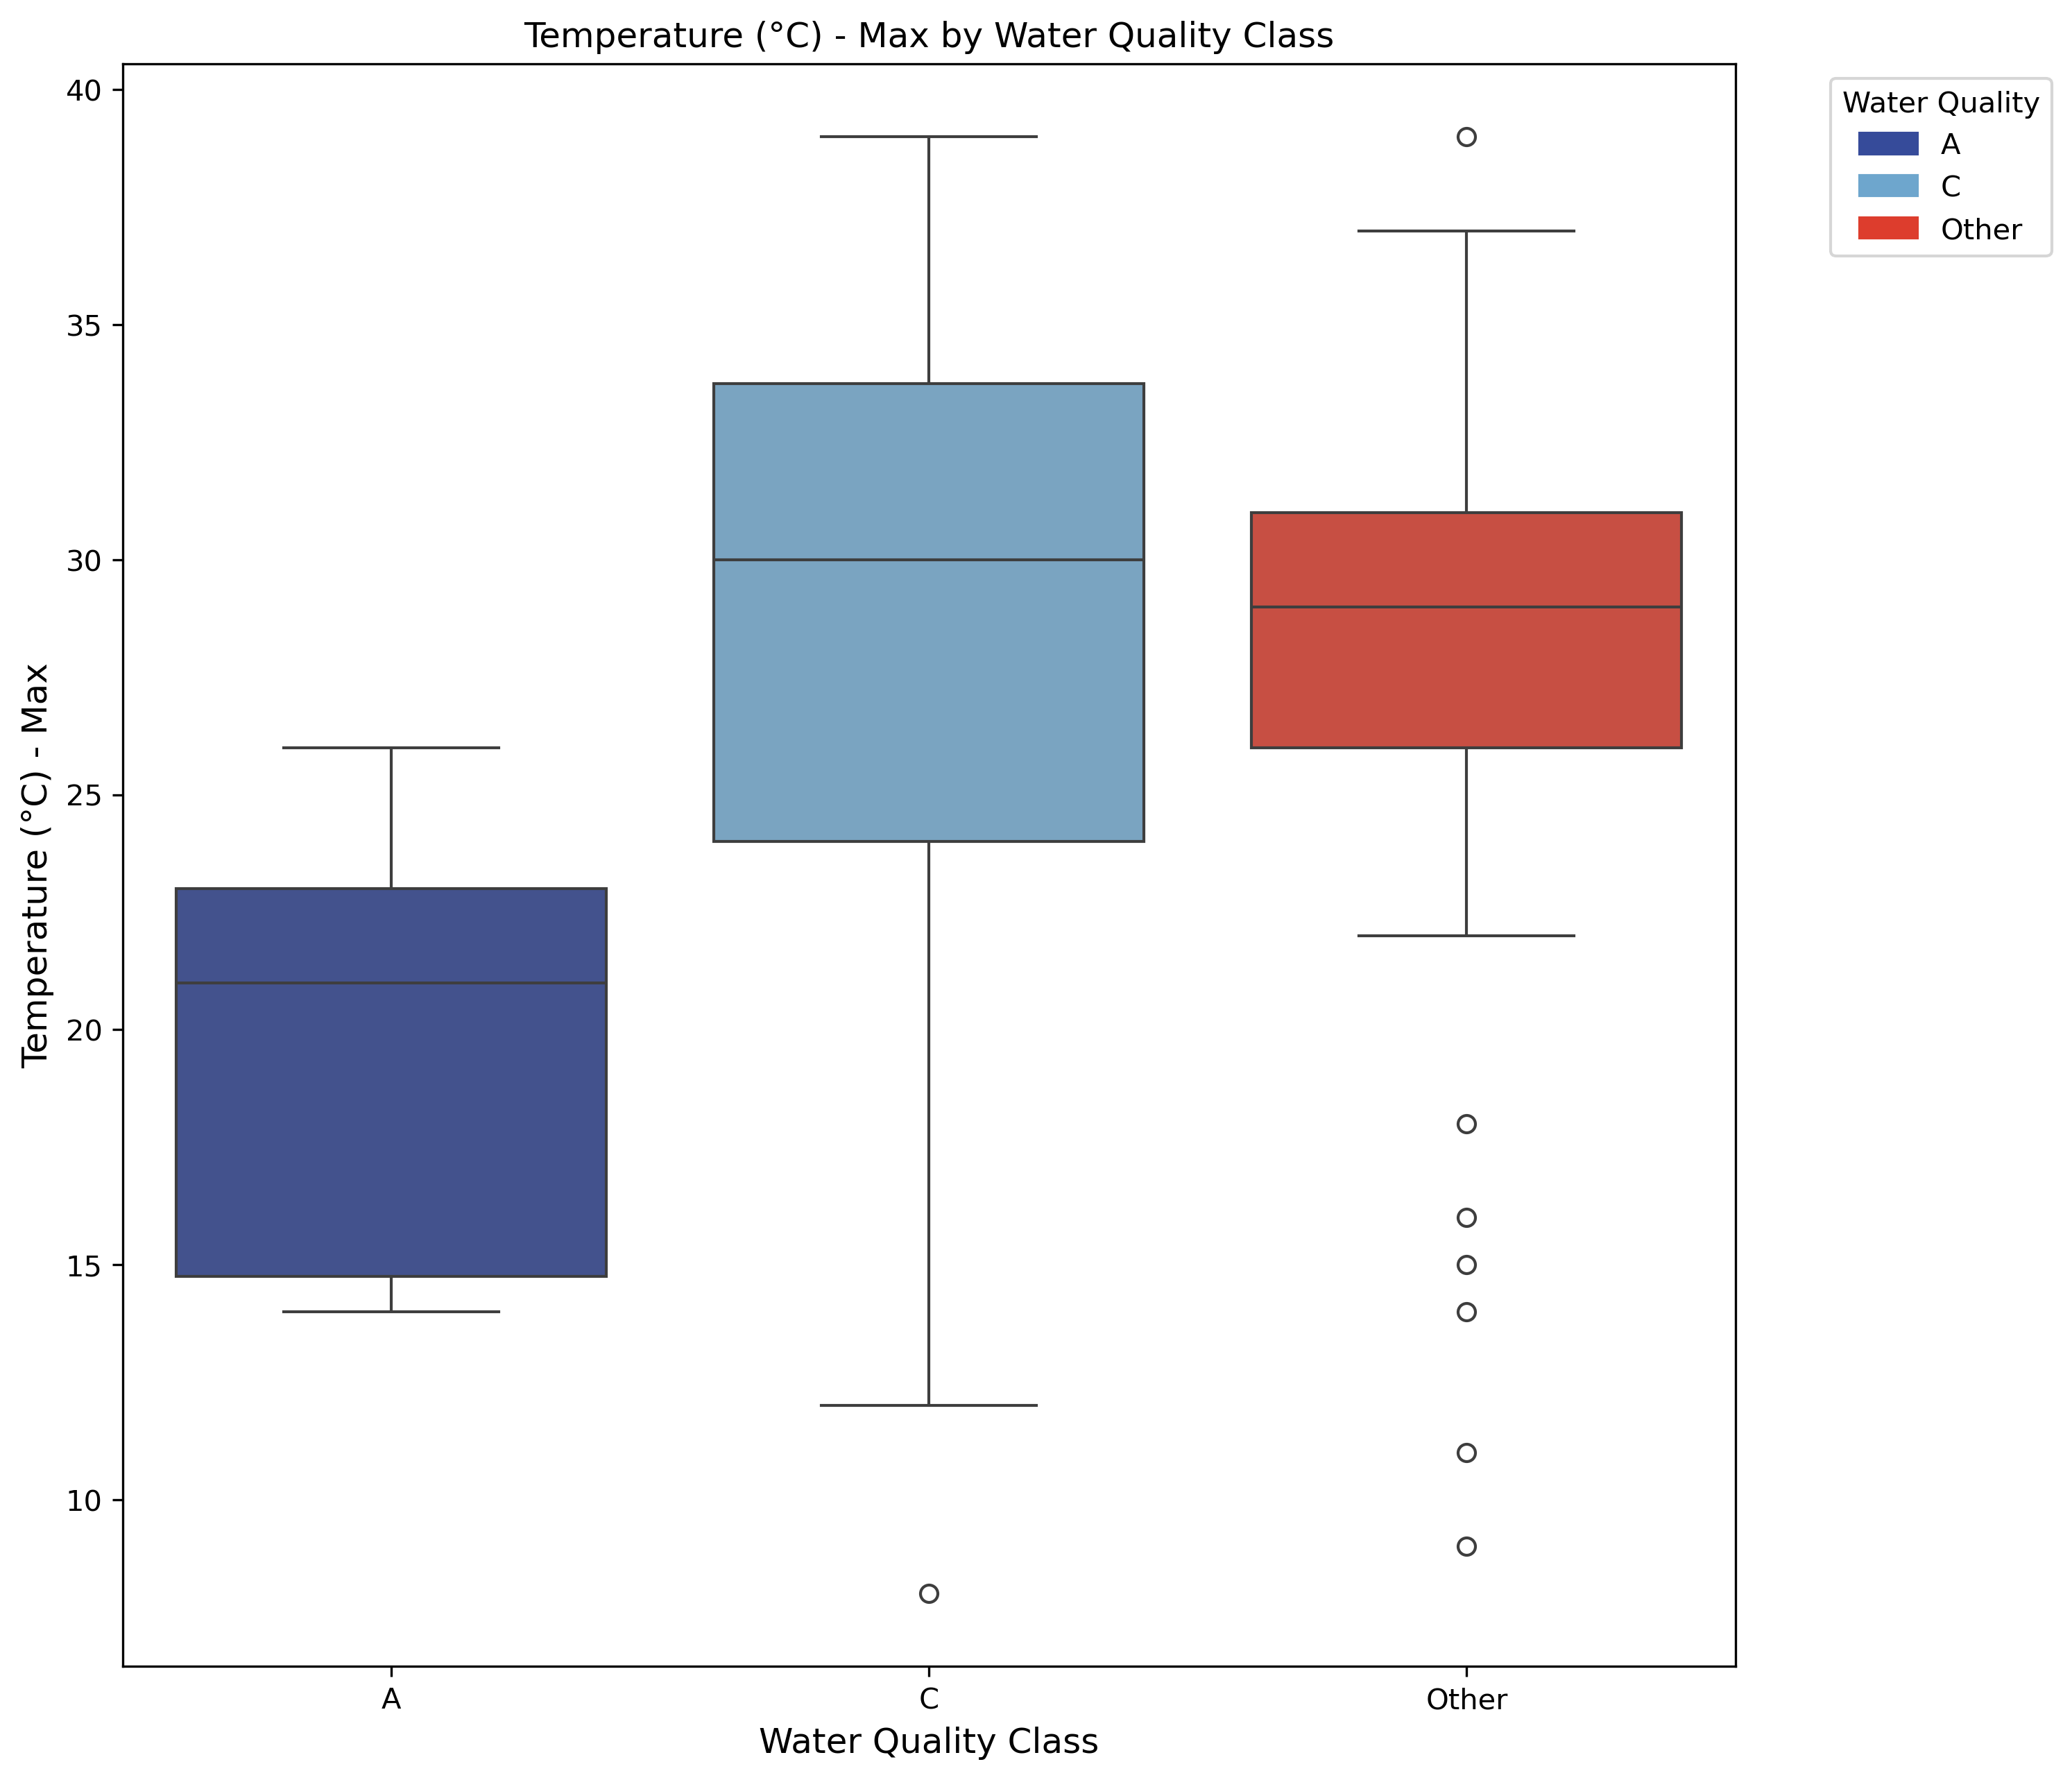 Temperature (°C) - Max by Water Quality Class
Water Quality
A
C
Other
40
35
30
25
20
15
10
Temperature (°C) - Max
A
C
Other
Water Quality Class